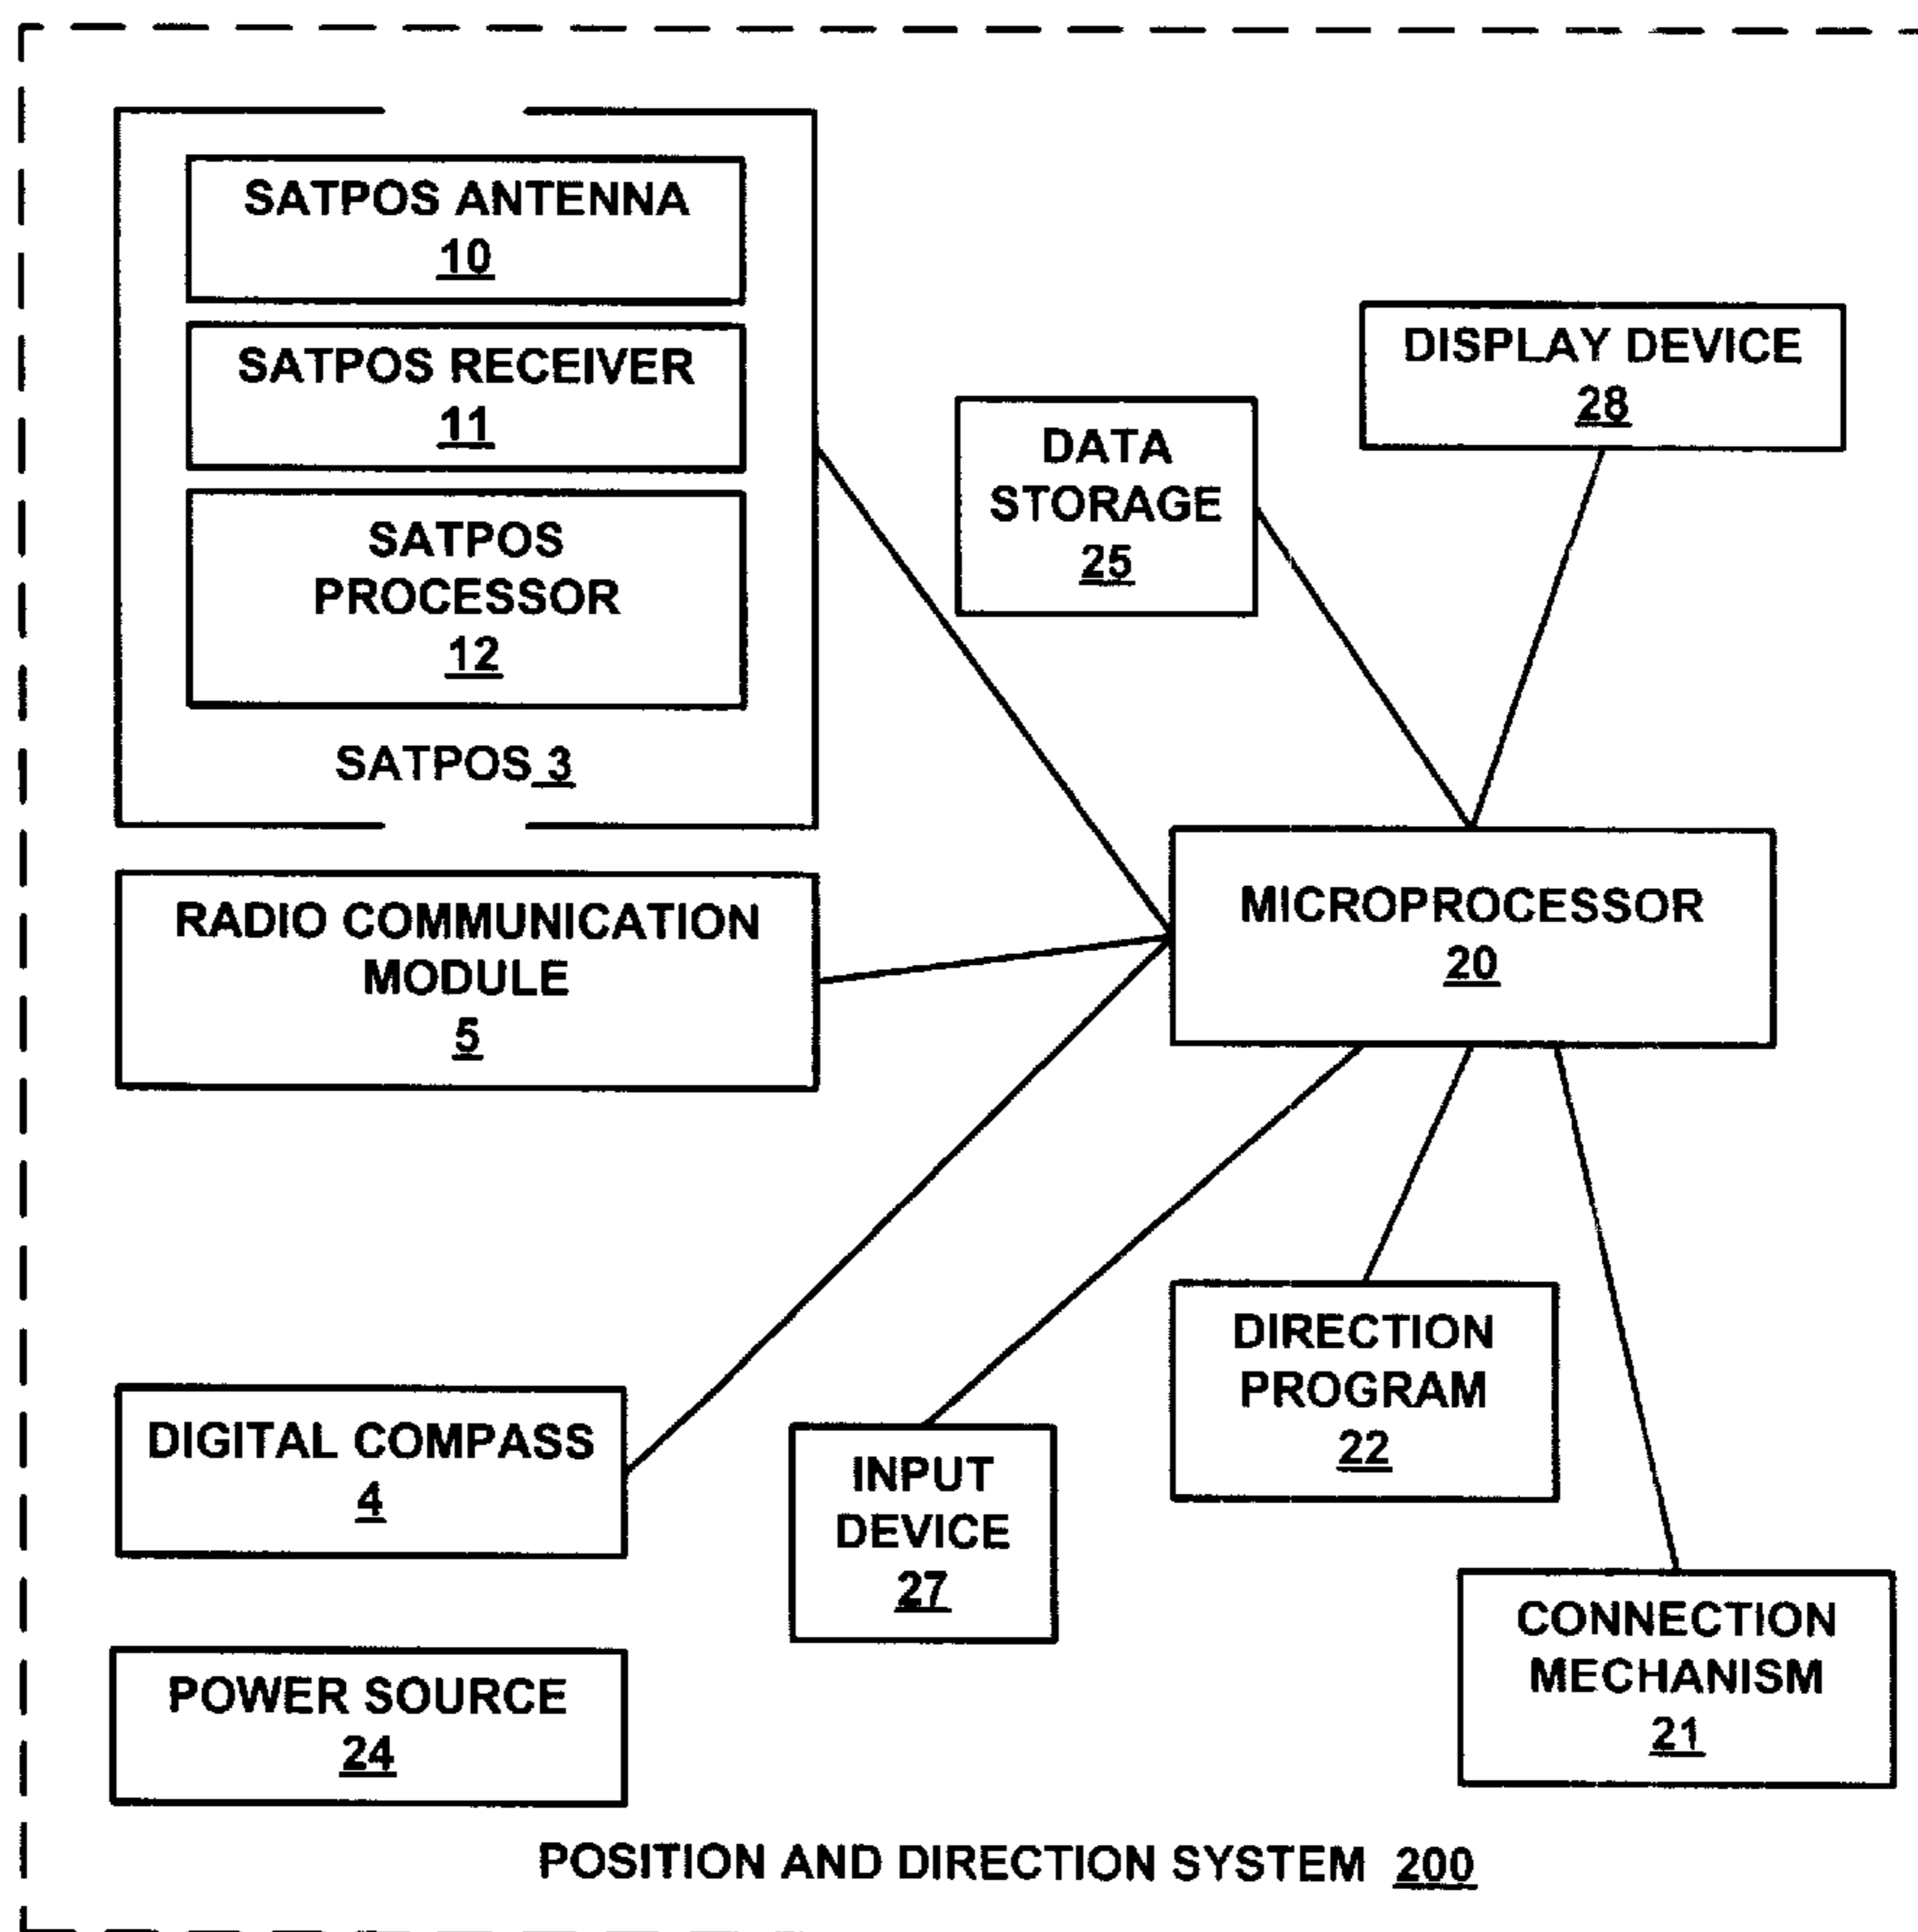 SATPOS ANTENNA
10
SATPOS RECEIVER
11
SATPOS
PROCESSOR
12
SATPOS 3
DISPLAY DEVICE
28
DATA
STORAGE
25
RADIO COMMUNICATION
MODULE
5
MICROPROCESSOR
20
DIGITAL COMPASS
4
INPUT
DEVICE
27
DIRECTION
PROGRAM
22
CONNECTION
MECHANISM
21
POWER SOURCE
24
POSITION AND DIRECTION SYSTEM 200